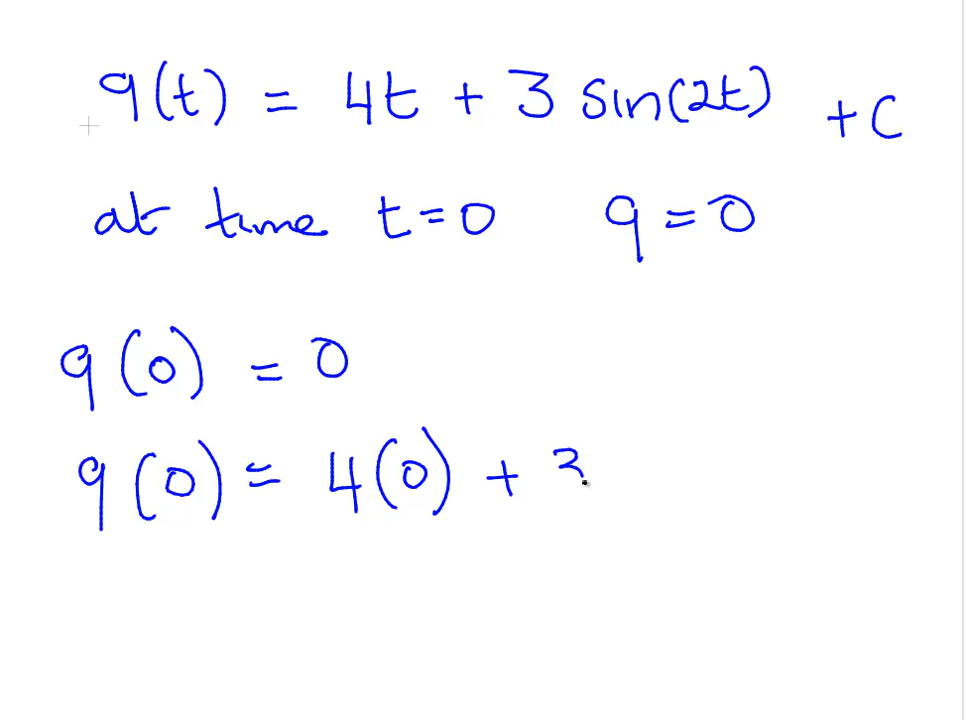 q(t) = 4t + 3 sin(2t) + C
at time t=0 q=0
q(0) = 0
q(0) = 4(0) + 3